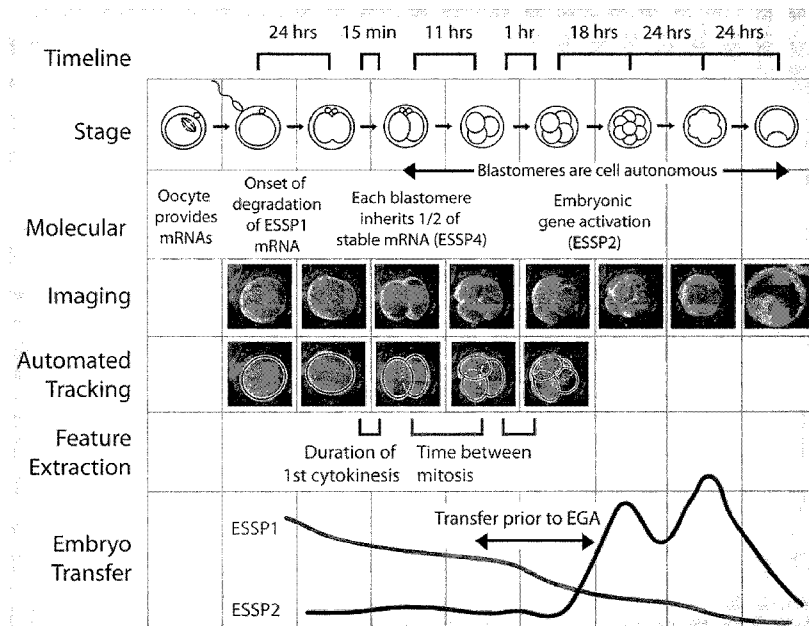 24 hrs 15 min 11 hrs 1 hr 18 hrs 24 hrs 24 hrs
Timeline
Stage
Blastomeres are cell autonomous
Molecular
Oocyte
provides
mRNAs
Onset of
degradation
of ESSP1
mRNA
Each blastomere
inherits 1/2 of
stable mRNA (ESSP4)
Embryonic
gene activation
(ESSP2)
Imaging
Automated
Tracking
Feature
Extraction
Duration of
1st cytokinesis
Time between
mitosis
Embryo
Transfer
ESSP1
Transfer prior to EGA
ESSP2